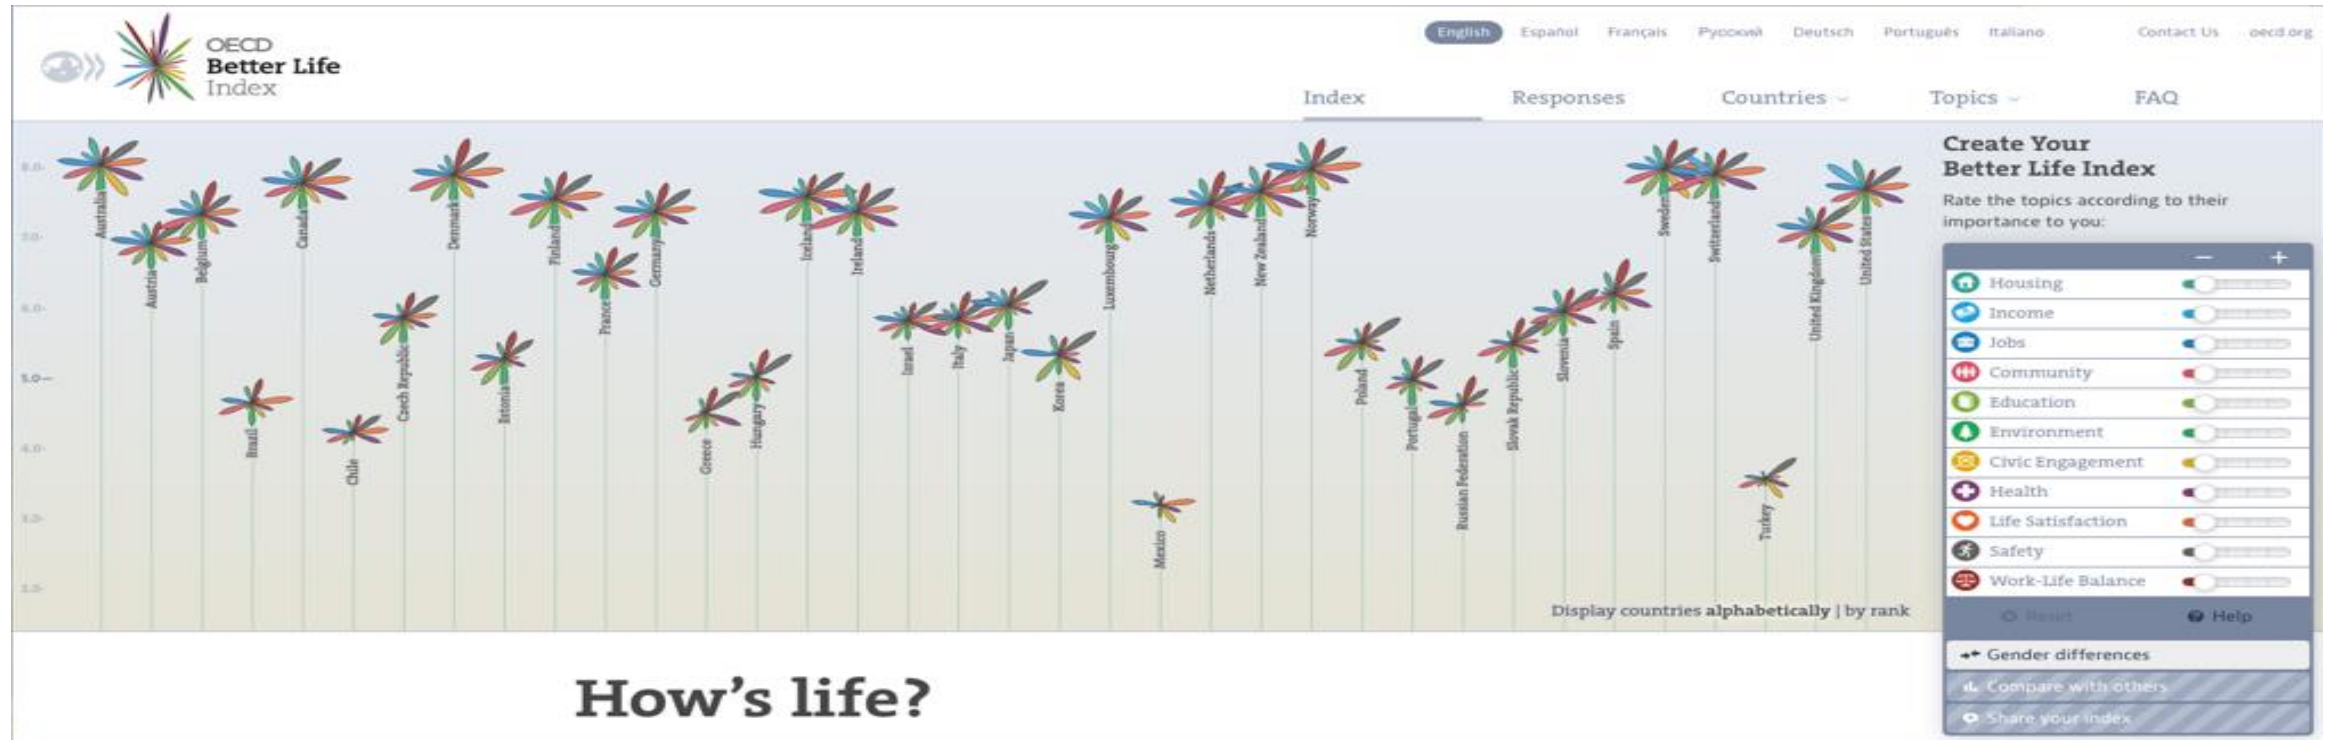 OECD
Better Life
Index
English Español Français Русский Deutsch Português Italiano Contact Us oecd.org
Index Responses Countries Topics FAQ
Create Your
Better Life Index
Rate the topics according to their
importance to you:
− +
Housing
Income
Jobs
Community
Education
Environment
Civic Engagement
Health
Life Satisfaction
Safety
Work-Life Balance
Reset Help
Gender differences
Compare with others
Share your index
8.0-
5.0-
Australia
Austria
Belgium
Brazil
Canada
Chile
Czech Republic
Denmark
Estonia
Finland
France
Germany
Greece
Hungary
Iceland
Ireland
Israel
Italy
Japan
Korea
Luxembourg
Mexico
Netherlands
New Zealand
Norway
Poland
Portugal
Russian Federation
Slovak Republic
Slovenia
Spain
Sweden
Switzerland
Turkey
United Kingdom
United States
Display countries alphabetically | by rank
How's life?